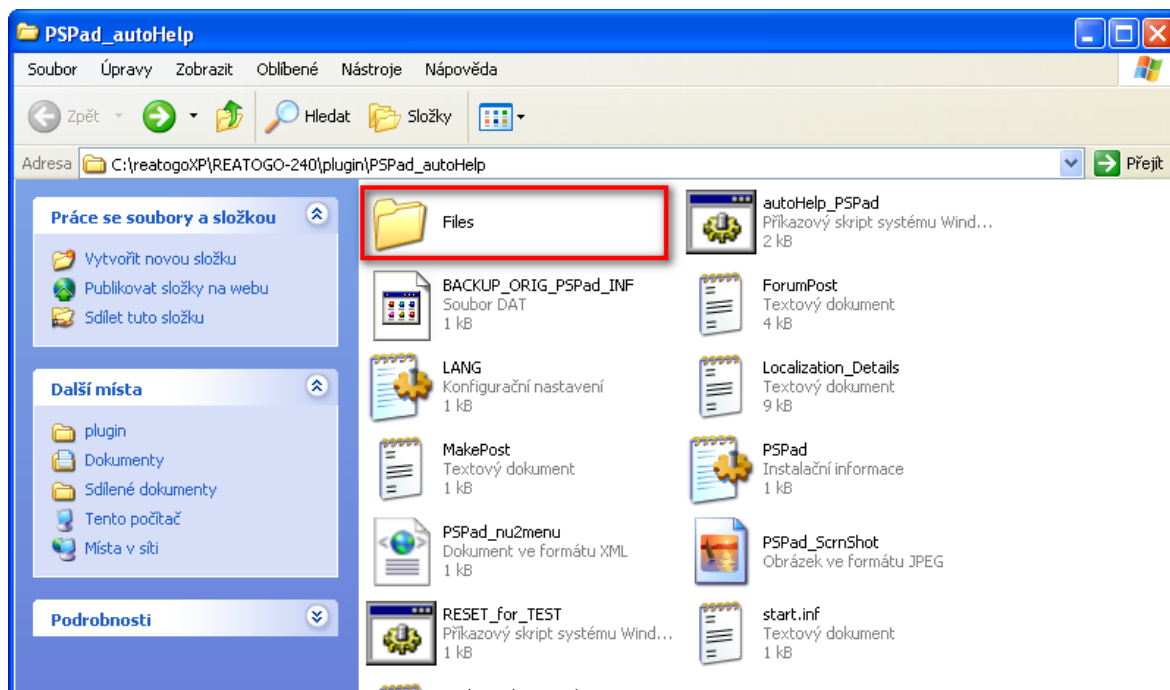 PSPad_autoHelp
Soubor Úpravy Zobrazit Oblíbené Nástroje Nápověda
Zpět Hledat Složky
Adresa C:\reatogoXP\REATOGO-240\plugin\PSPad_autoHelp Přejít
Práce se soubory a složkou
Vytvořit novou složku
Publikovat složky na webu
Sdílet tuto složku
Další místa
plugin
Dokumenty
Sdílené dokumenty
Tento počítač
Místa v síti
Podrobnosti
Files
autoHelp_PSPad
Příkazový skript systému Wind...
2 kB
BACKUP_ORIG_PSPad_INF
Soubor DAT
1 kB
ForumPost
Textový dokument
4 kB
LANG
Konfigurační nastavení
1 kB
Localization_Details
Textový dokument
9 kB
MakePost
Textový dokument
1 kB
PSPad
Instalační informace
1 kB
PSPad_nu2menu
Dokument ve formátu XML
1 kB
PSPad_ScrnShot
Obrázek ve formátu JPEG
RESET_for_TEST
Příkazový skript systému Wind...
1 kB
start.inf
Textový dokument
1 kB